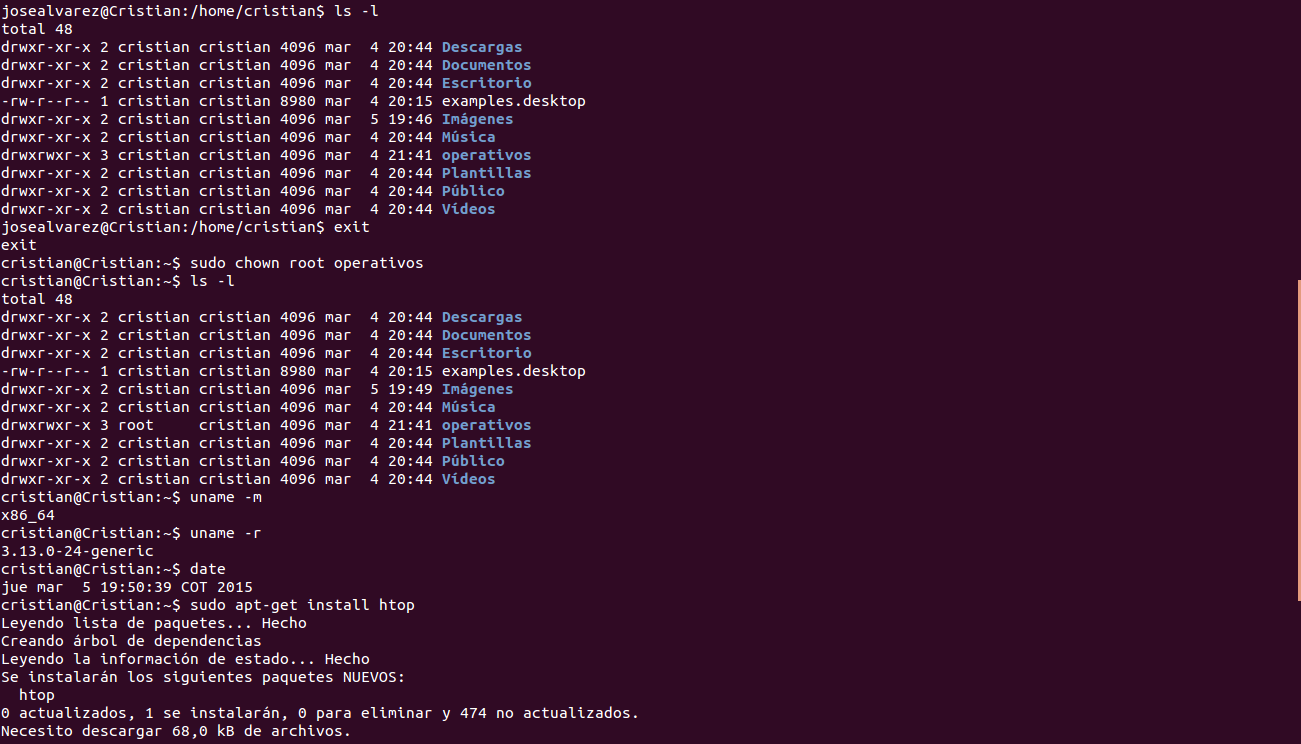 josealvarez@Cristian:/home/cristian$ ls -l
total 48
drwxr-xr-x 2 cristian cristian 4096 mar  4 20:44 Descargas
drwxr-xr-x 2 cristian cristian 4096 mar  4 20:44 Documentos
drwxr-xr-x 2 cristian cristian 4096 mar  4 20:44 Escritorio
-rw-r--r-- 1 cristian cristian 8980 mar  4 20:15 examples.desktop
drwxr-xr-x 2 cristian cristian 4096 mar  5 19:46 Imágenes
drwxr-xr-x 2 cristian cristian 4096 mar  4 20:44 Música
drwxrwxr-x 3 cristian cristian 4096 mar  4 21:41 operativos
drwxr-xr-x 2 cristian cristian 4096 mar  4 20:44 Plantillas
drwxr-xr-x 2 cristian cristian 4096 mar  4 20:44 Público
drwxr-xr-x 2 cristian cristian 4096 mar  4 20:44 Vídeos
josealvarez@Cristian:/home/cristian$ exit
exit
cristian@Cristian:~$ sudo chown root operativos
cristian@Cristian:~$ ls -l
total 48
drwxr-xr-x 2 cristian cristian 4096 mar  4 20:44 Descargas
drwxr-xr-x 2 cristian cristian 4096 mar  4 20:44 Documentos
drwxr-xr-x 2 cristian cristian 4096 mar  4 20:44 Escritorio
-rw-r--r-- 1 cristian cristian 8980 mar  4 20:15 examples.desktop
drwxr-xr-x 2 cristian cristian 4096 mar  5 19:49 Imágenes
drwxr-xr-x 2 cristian cristian 4096 mar  4 20:44 Música
drwxrwxr-x 3 root     cristian 4096 mar  4 21:41 operativos
drwxr-xr-x 2 cristian cristian 4096 mar  4 20:44 Plantillas
drwxr-xr-x 2 cristian cristian 4096 mar  4 20:44 Público
drwxr-xr-x 2 cristian cristian 4096 mar  4 20:44 Vídeos
cristian@Cristian:~$ uname -m
x86_64
cristian@Cristian:~$ uname -r
3.13.0-24-generic
cristian@Cristian:~$ date
jue mar  5 19:50:39 COT 2015
cristian@Cristian:~$ sudo apt-get install htop
Leyendo lista de paquetes... Hecho
Creando árbol de dependencias
Leyendo la información de estado... Hecho
Se instalarán los siguientes paquetes NUEVOS:
  htop
0 actualizados, 1 se instalarán, 0 para eliminar y 474 no actualizados.
Necesito descargar 68,0 kB de archivos.